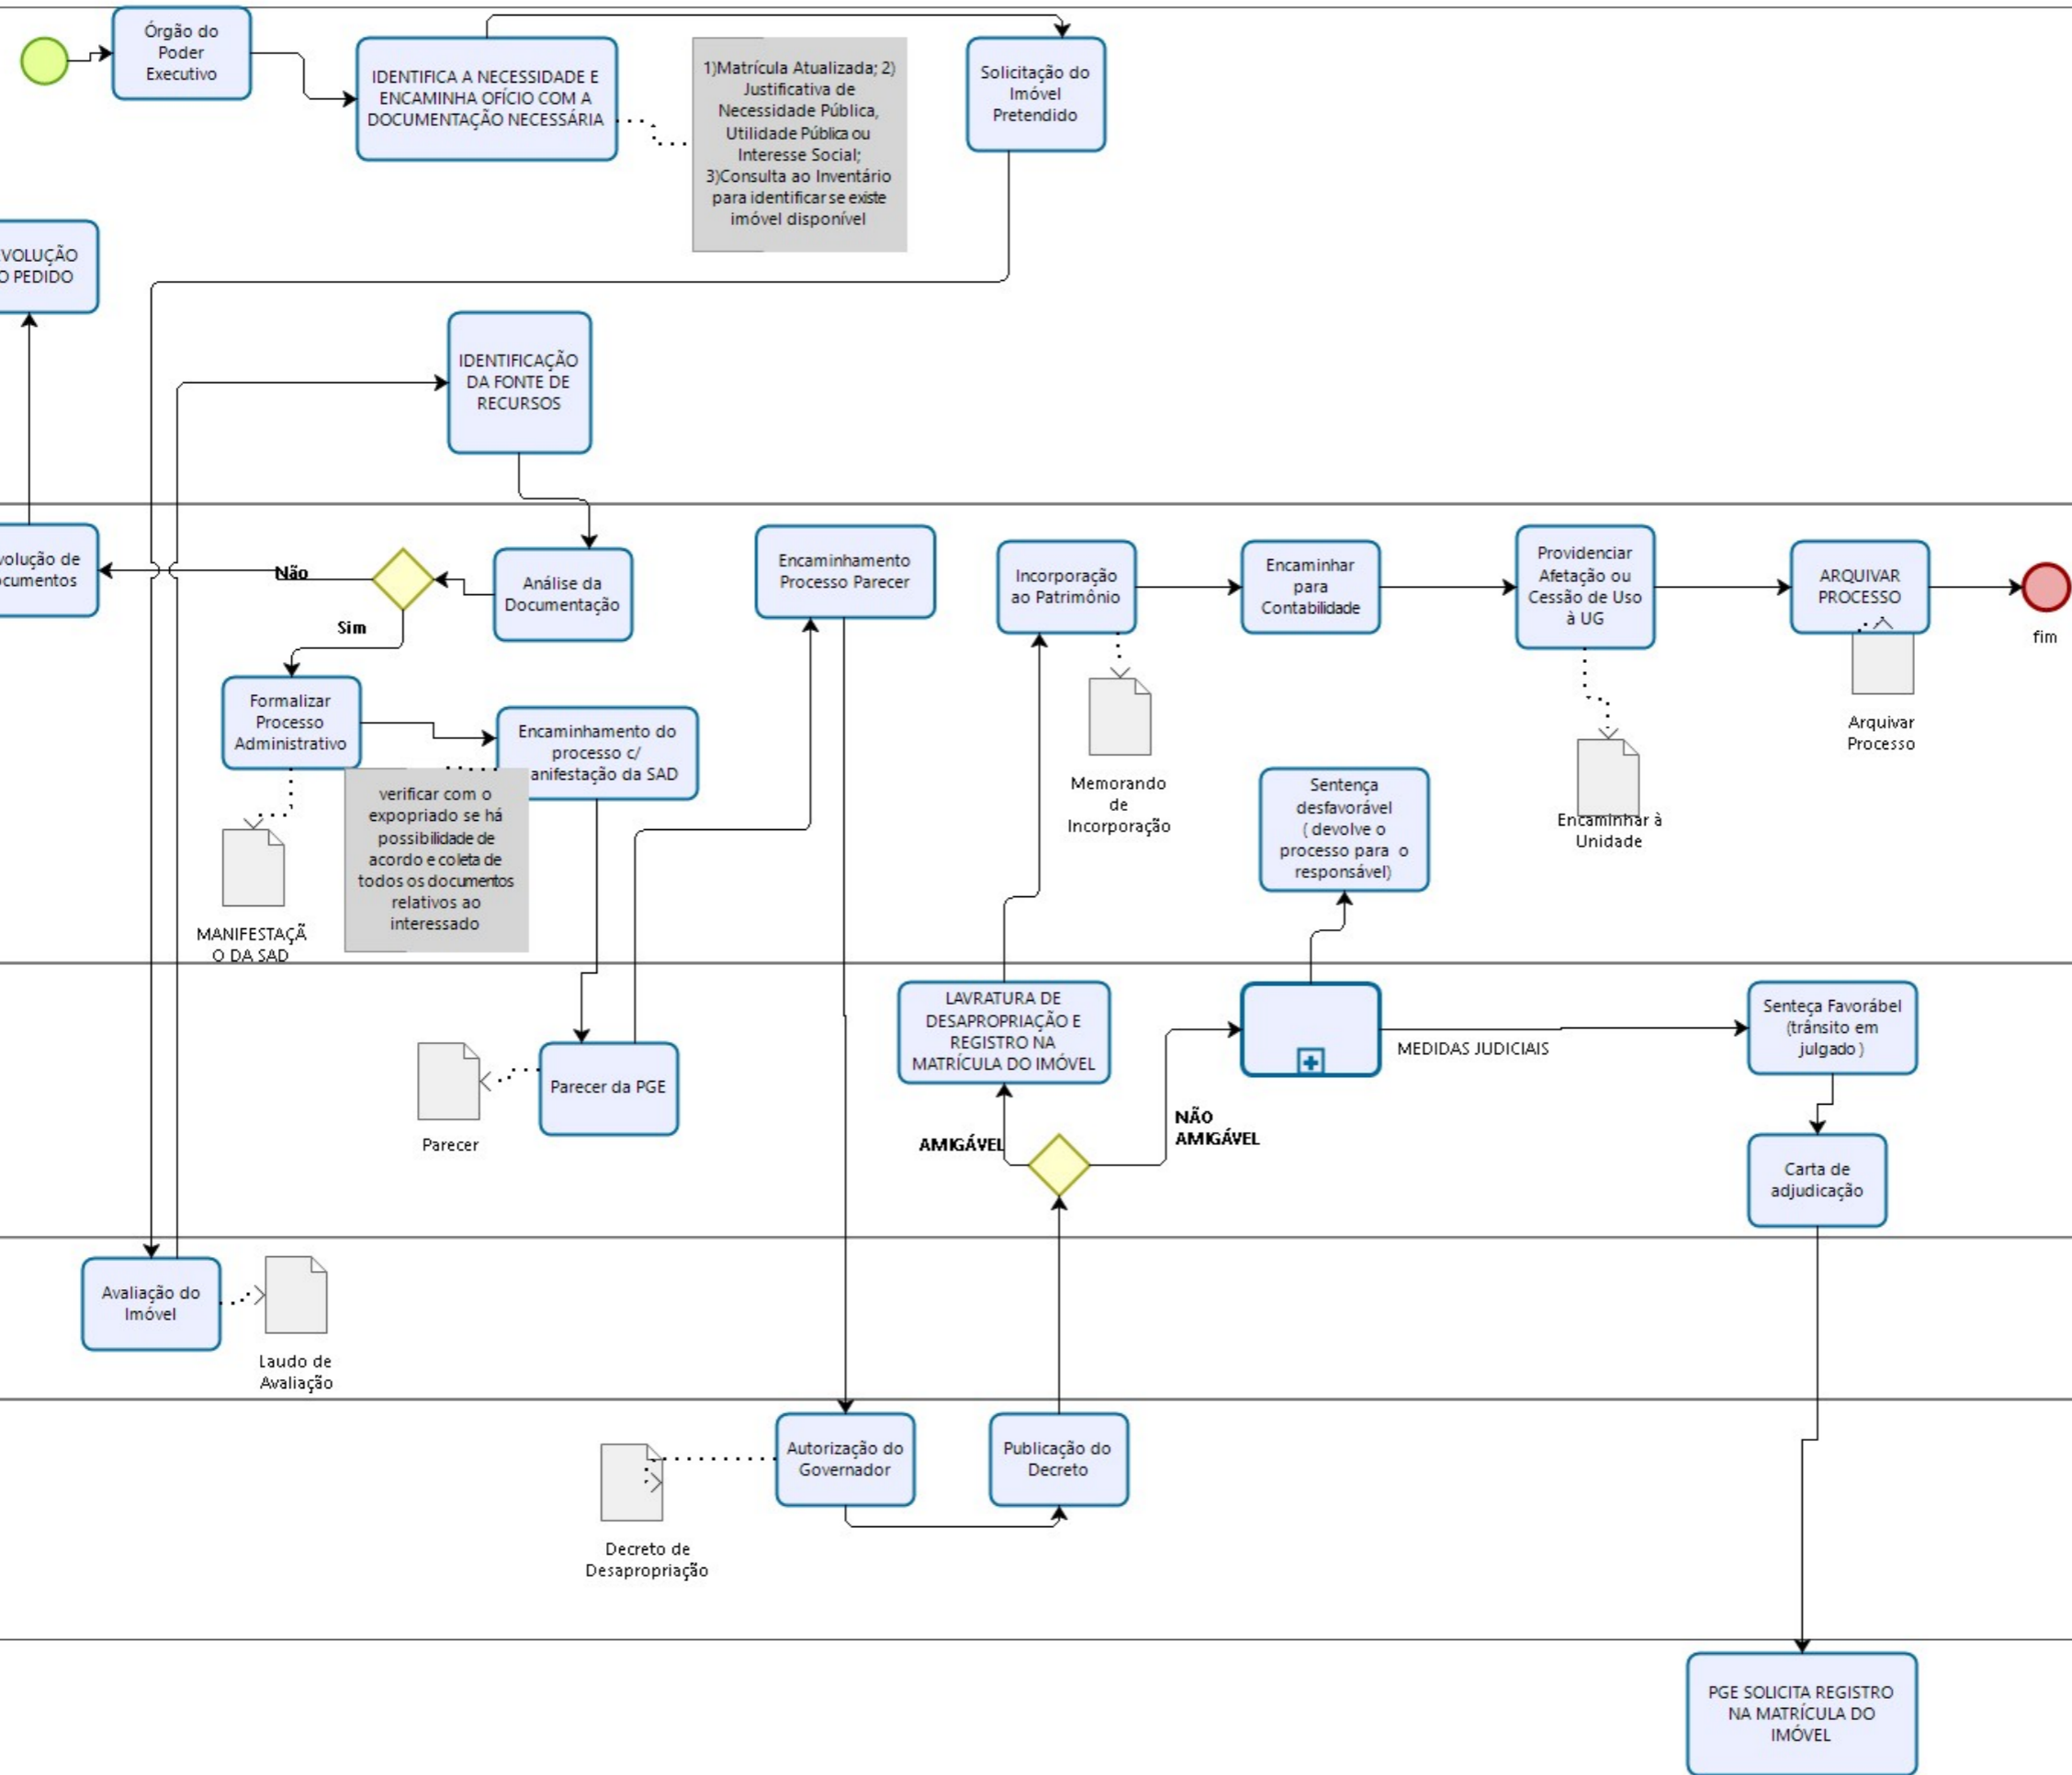 Órgão do
Poder
Executivo
IDENTIFICA A NECESSIDADE E
ENCAMINHA OFÍCIO COM A
DOCUMENTAÇÃO NECESSÁRIA
1)Matrícula Atualizada; 2)
Justificativa de
Necessidade Pública,
Utilidade Pública ou
Interesse Social;
3)Consulta ao Inventário
para identificar se existe
imóvel disponível
Solicitação do
Imóvel
Pretendido
VOLUÇÃO
O PEDIDO
IDENTIFICAÇÃO
DA FONTE DE
RECURSOS
volução de
ocumentos
Não
Sim
Análise da
Documentação
Encaminhamento
Processo Parecer
Incorporação
ao Patrimônio
Encaminhar
para
Contabilidade
Providenciar
Afetação ou
Cessão de Uso
à UG
ARQUIVAR
PROCESSO
fim
Formalizar
Processo
Administrativo
Encaminhamento do
processo c/
anifestação da SAD
verificar com o
expopriado se há
possibilidade de
acordo e coleta de
todos os documentos
relativos ao
interessado
MANIFESTAÇÃ
O DA SAD
Memorando
de
Incorporação
Sentença
desfavorável
( devolve o
processo para o
responsável)
Encaminhar à
Unidade
Arquivar
Processo
Parecer
Parecer da PGE
LAVRATURA DE
DESAPROPRIAÇÃO E
REGISTRO NA
MATRÍCULA DO IMÓVEL
AMIGÁVEL
NÃO
AMIGÁVEL
MEDIDAS JUDICIAIS
Senteça Favorábel
(trânsito em
julgado )
Carta de
adjudicação
Avaliação do
Imóvel
Laudo de
Avaliação
Autorização do
Governador
Publicação do
Decreto
Decreto de
Desapropriação
PGE SOLICITA REGISTRO
NA MATRÍCULA DO
IMÓVEL